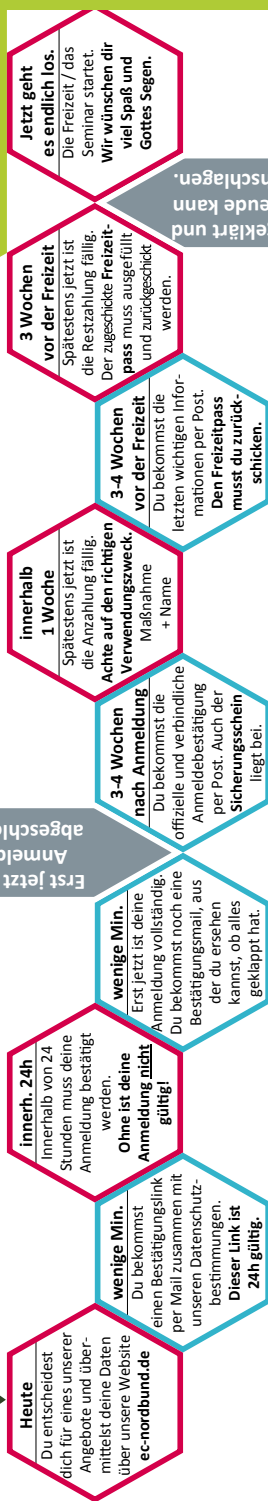 Heute
Du entscheidest
dich für eines unserer
Angebote und über-
mittelst deine Daten
über unsere Website
ec-nordbund.de
wenige Min.
Du bekommst
einen Bestätigungslink
per Mail zusammen mit
unseren Datenschutz-
bestimmungen.
Dieser Link ist
24h gültig.
innerh. 24h
Innerhalb von 24
Stunden muss deine
Anmeldung bestätigt
werden.
Ohne ist deine
Anmeldung nicht
gültig!
wenige Min.
Erst jetzt ist deine
Anmeldung vollständig.
Du bekommst noch eine
Bestätigungsmail, aus
der du ersehen
kannst, ob alles
geklappt hat.
Erst jetzt
3-4 Wochen
nach Anmeldung
Du bekommst die
offizielle und verbindliche
Anmeldebestätigung
per Post. Auch der
Sicherungsschein
liegt bei.
innerhalb
1 Woche
Spätestens jetzt ist
die Anzahlung fällig.
Achte auf den richtigen
Verwendungszweck.
Maßnahme
+ Name
3-4 Wochen
vor der Freizeit
Du bekommst die
letzten wichtigen Infor-
mationen per Post.
Den Freizeitpass
musst du zurück-
schicken.
3 Wochen
vor der Freizeit
Spätestens jetzt ist
die Restzahlung fällig.
Der zugeschickte Freizeit-
pass muss ausgefüllt
und zurückgeschickt
werden.
und
kann
Jetzt geht
es endlich los.
Die Freizeit / das
Seminar startet.
Wir wünschen dir
viel Spaß und
Gottes Segen.